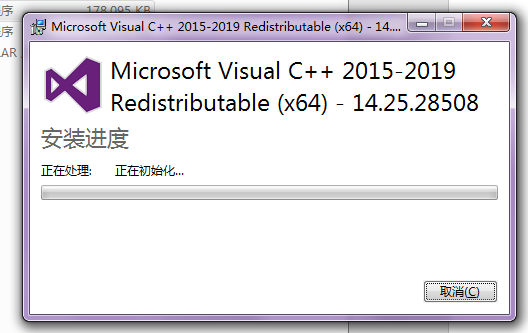 序
178,095 KB
Microsoft Visual C++ 2015-2019 Redistributable (x64) - 14....
序
LAR
Microsoft Visual C++ 2015-2019
Redistributable (x64) - 14.25.28508
安装进度
正在处理: 正在初始化...
取消(C)